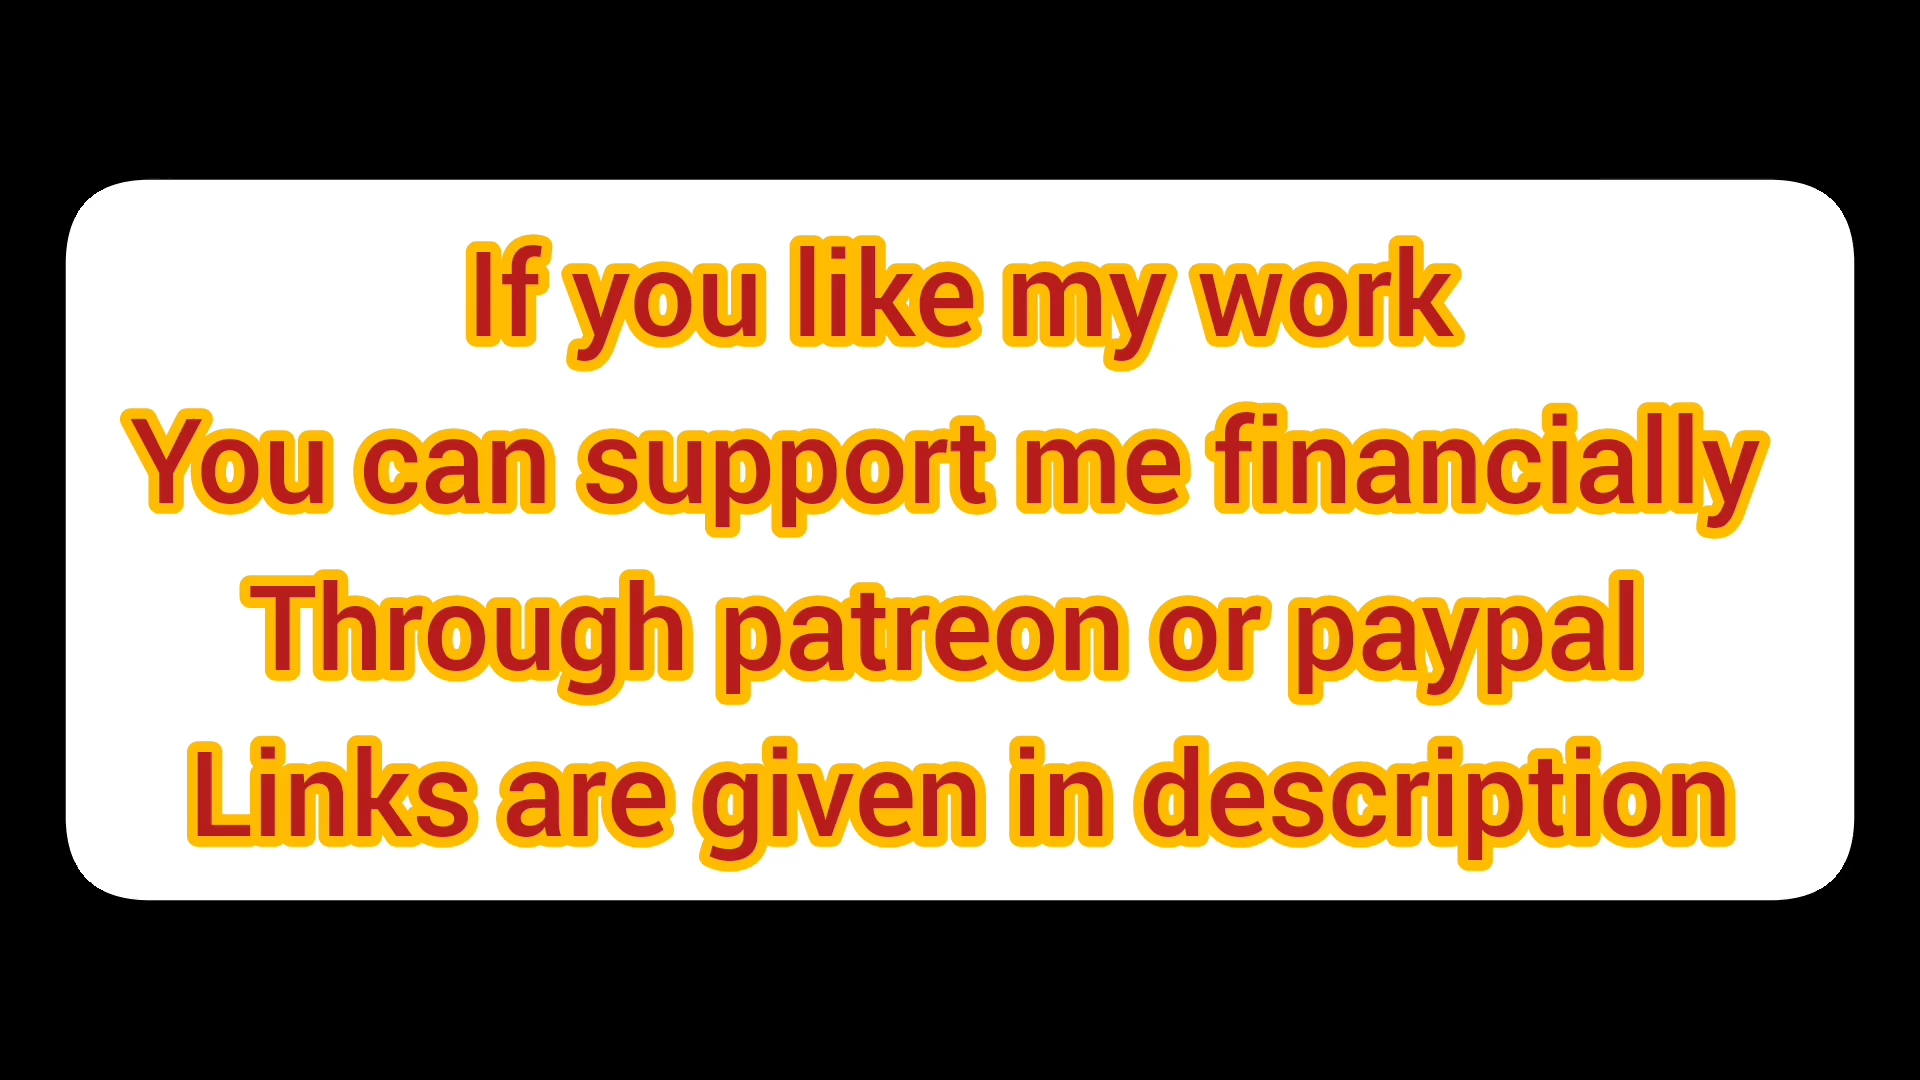 If you like my work
You can support me financially
Through patreon or paypal
Links are given in description